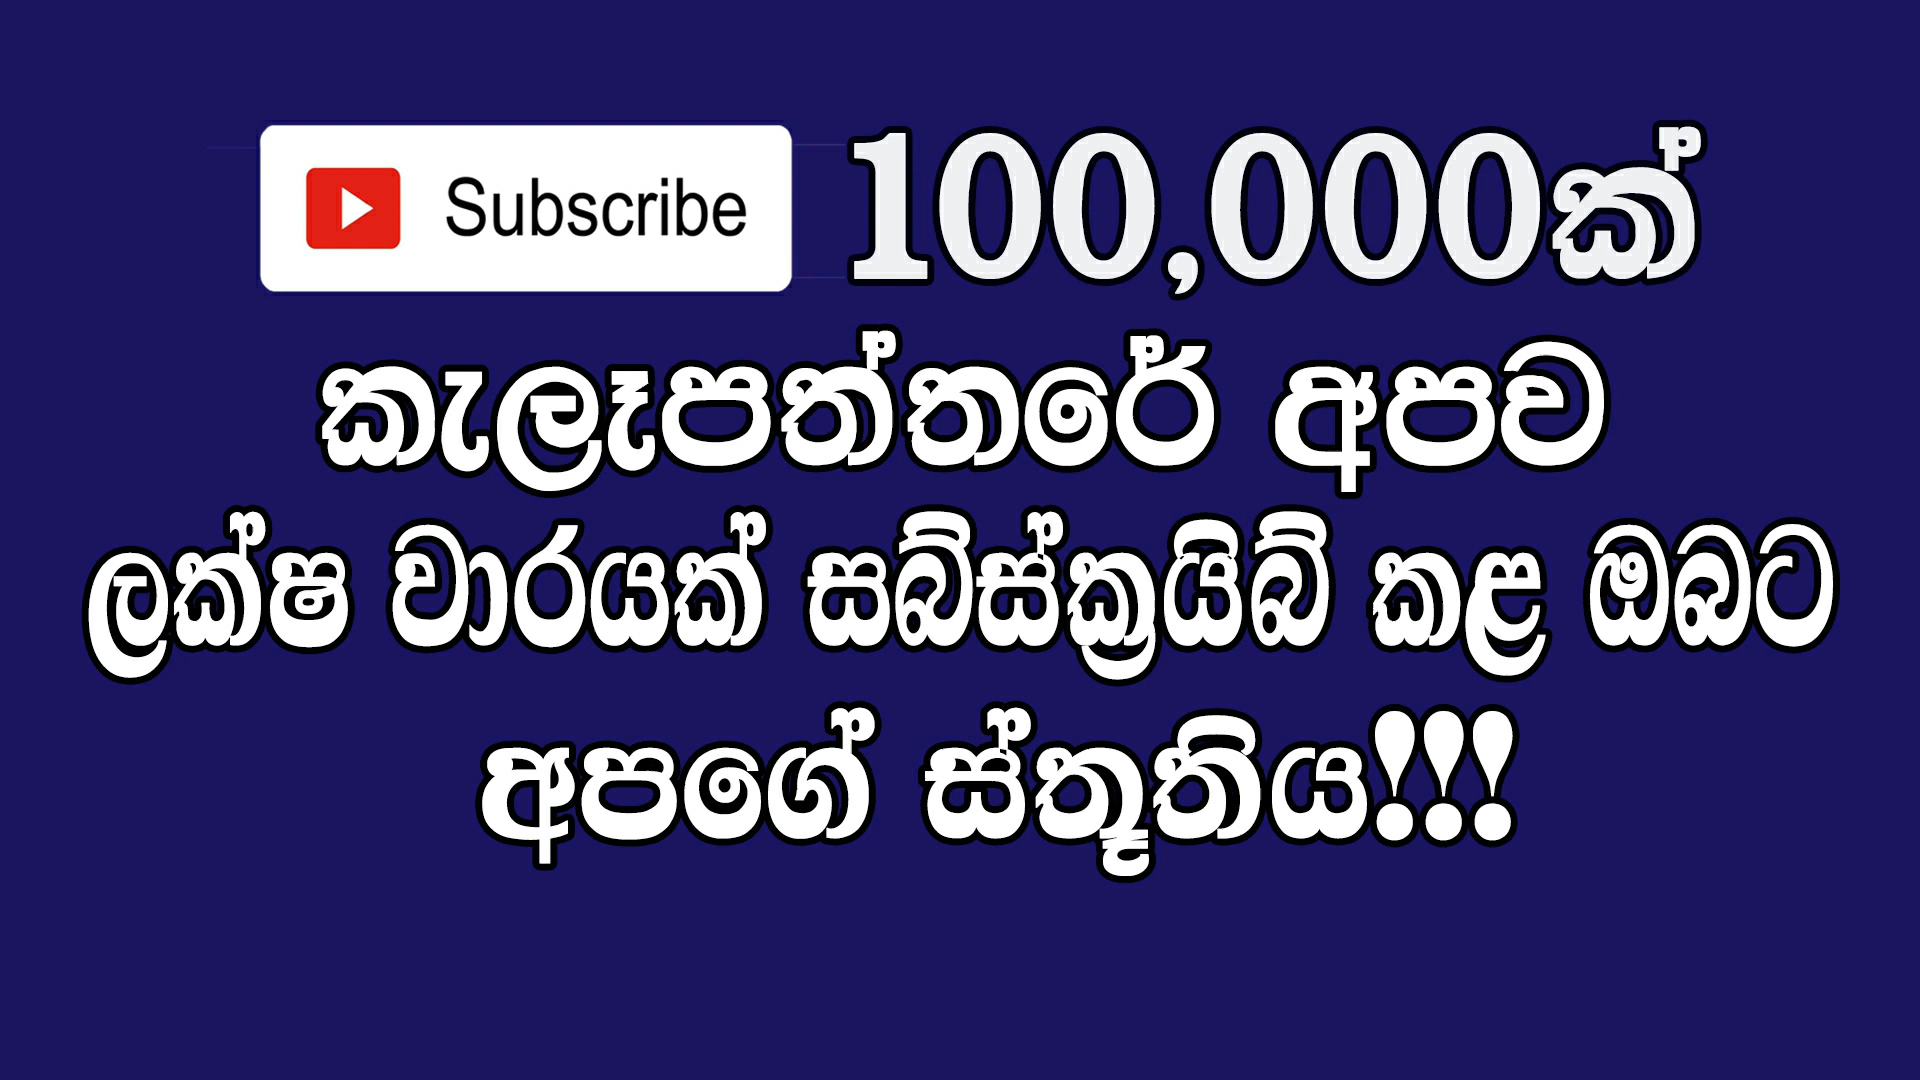 Subscribe 100,000ක්
කැලෑපත්තරේ අපව
ලක්ෂ වාරයක් සබ්ස්ක්‍රයිබ් කළ ඔබට
අපගේ ස්තූතිය!!!